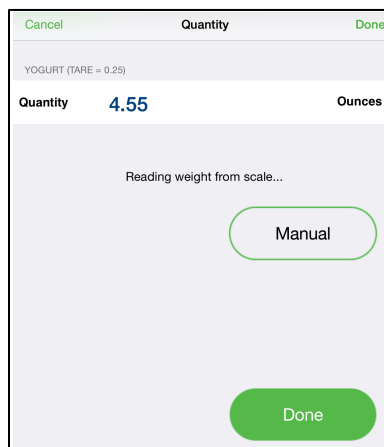 Cancel Quantity Done
YOGURT (TARE = 0.25)
Quantity 4.55 Ounces
Reading weight from scale...
Manual
Done